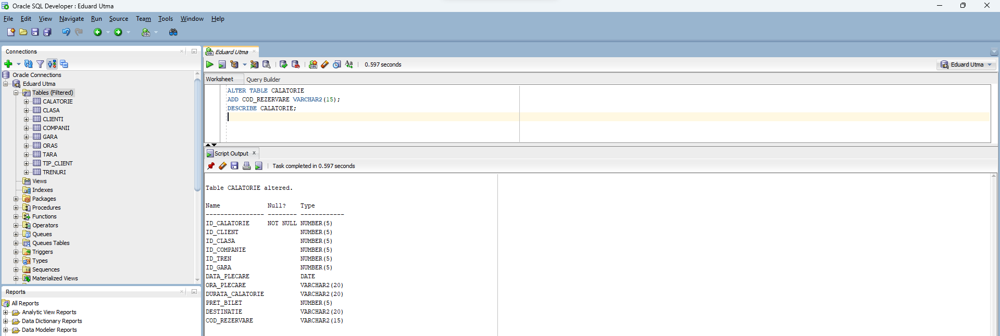 Oracle SQL Developer : Eduard Utma
File Edit View Navigate Run Source Team Tools Window Help
Connections
Oracle Connections
Eduard Utma
Tables (Filtered)
CALATORIE
CLASA
CLIENTI
COMPANII
GARA
ORAS
TARA
TIP_CLIENT
TRENURI
Views
Indexes
Packages
Procedures
Functions
Operators
Queues
Queues Tables
Triggers
Types
Sequences
Materialized Views
Reports
All Reports
Analytic View Reports
Data Dictionary Reports
Data Modeler Reports
Eduard Utma
0.597 seconds
Eduard Utma
Worksheet Query Builder
ALTER TABLE CALATORIE
ADD COD_REZERVARE VARCHAR2(15);
DESCRIBE CALATORIE;
Script Output
Task completed in 0.597 seconds
Table CALATORIE altered.
Name Null? Type
---------------- -------- ------------
ID_CALATORIE NOT NULL NUMBER(5)
ID_CLIENT NUMBER(5)
ID_CLASA NUMBER(5)
ID_COMPANIE NUMBER(5)
ID_TREN NUMBER(5)
ID_GARA NUMBER(5)
DATA_PLECARE DATE
ORA_PLECARE VARCHAR2(20)
DURATA_CALATORIE VARCHAR2(20)
PRET_BILET NUMBER(5)
DESTINATIE VARCHAR2(20)
COD_REZERVARE VARCHAR2(15)